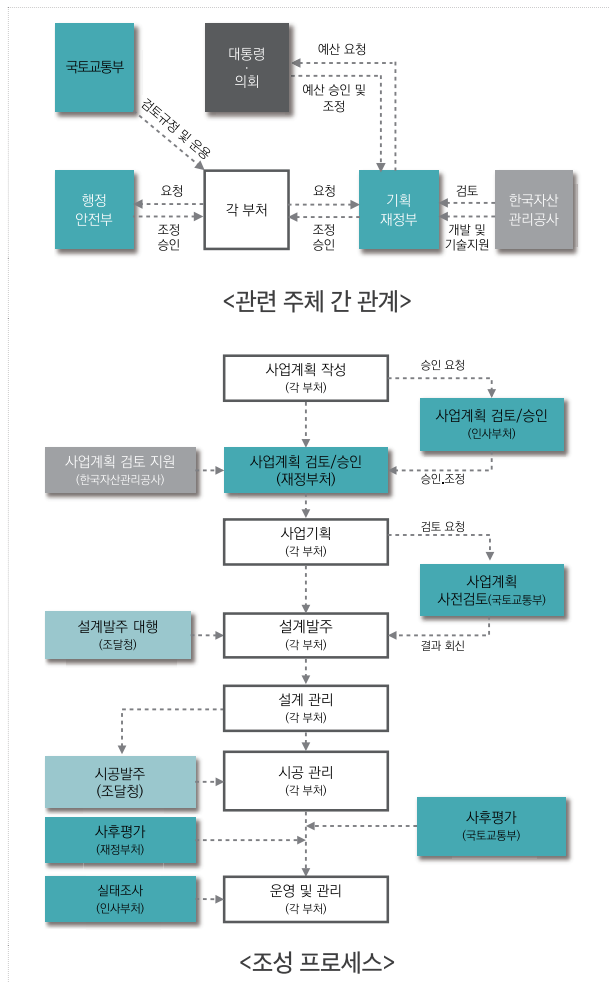 국토교통부
대통령
·
의회
예산 요청
예산 승인 및
조정
검토규정 및 운용
행정
안전부
요청
조정
승인
각 부처
요청
조정
승인
기획
재정부
검토
개발 및
기술지원
한국자산
관리공사
<관련 주체 간 관계>
사업계획 작성
(각 부처)
승인 요청
사업계획 검토/승인
(인사부처)
사업계획 검토 지원
(한국자산관리공사)
사업계획 검토/승인
(재정부처)
승인.조정
사업기획
(각 부처)
검토 요청
사업계획
사전검토(국토교통부)
설계발주 대행
(조달청)
설계발주
(각 부처)
결과 회신
설계 관리
(각 부처)
시공발주
(조달청)
시공 관리
(각 부처)
사후평가
(재정부처)
사후평가
(국토교통부)
실태조사
(인사부처)
운영 및 관리
(각 부처)
<조성 프로세스>